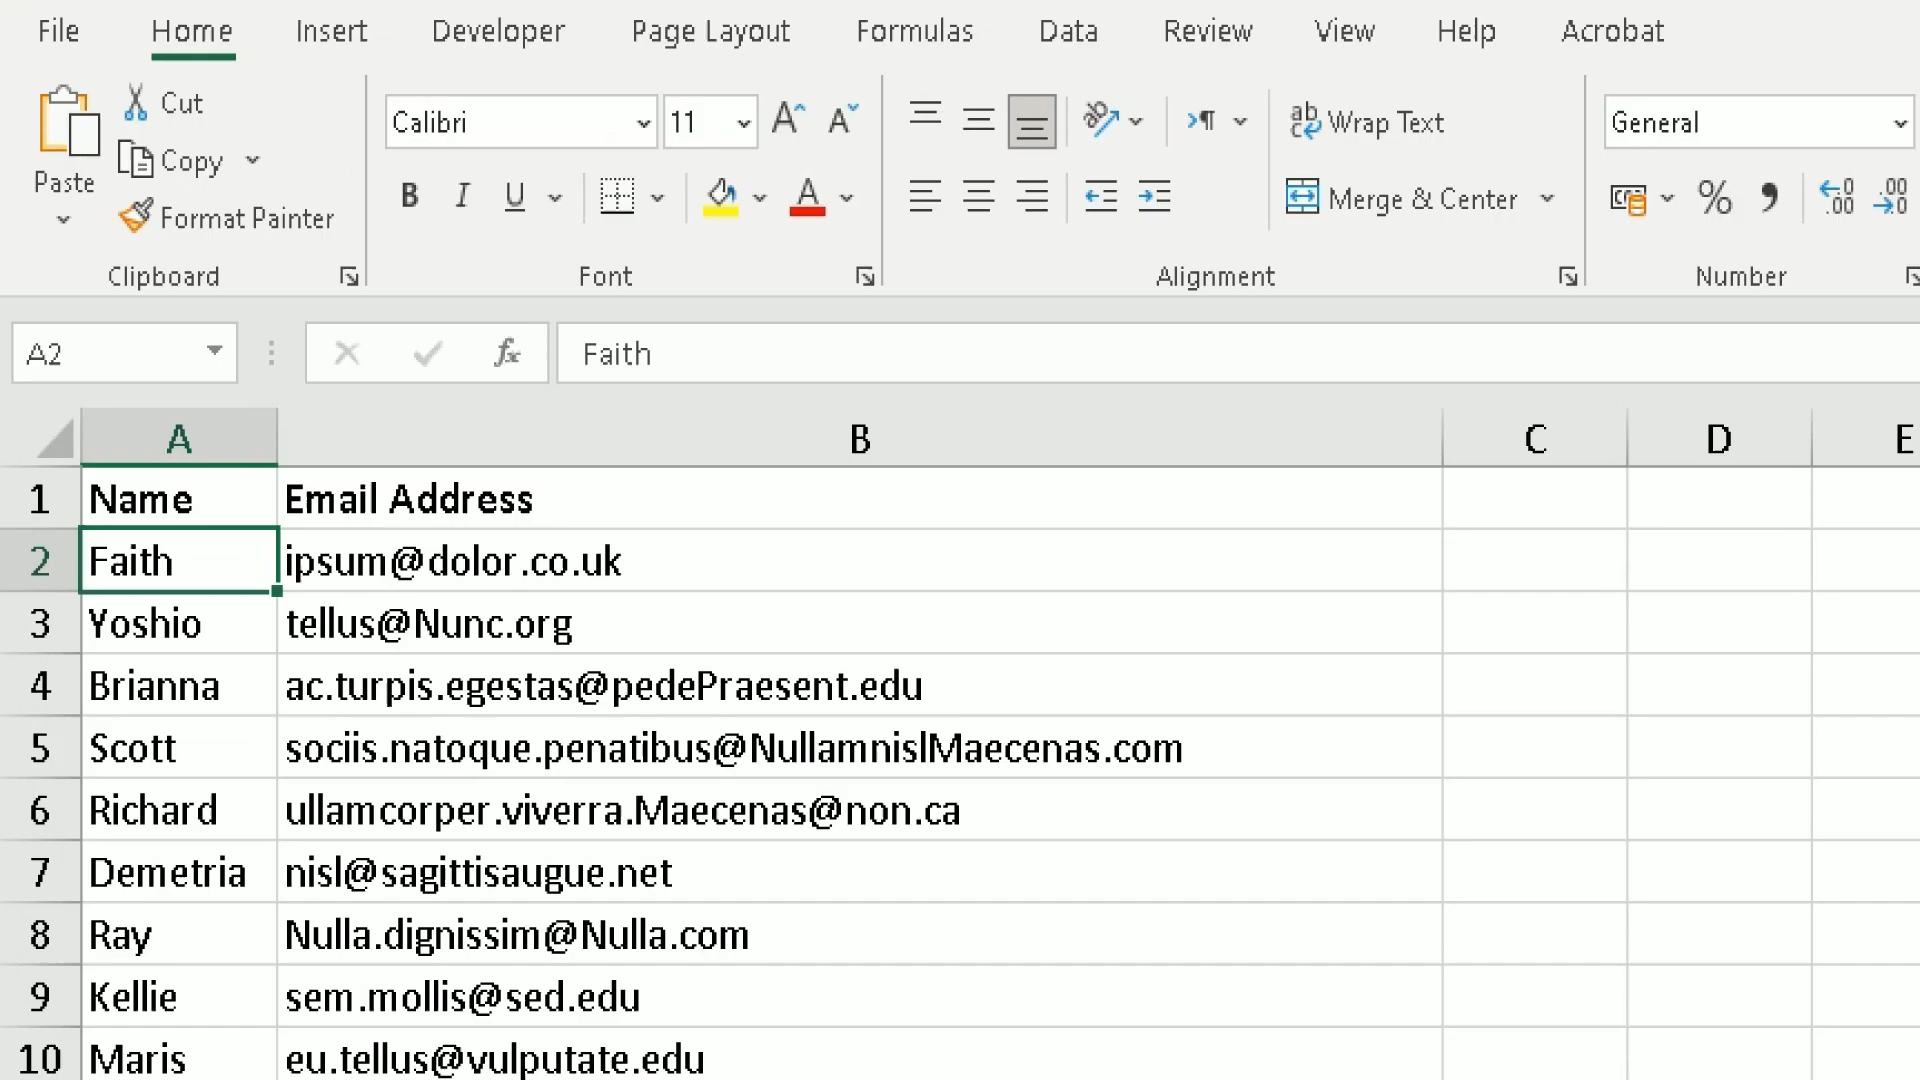 File Home Insert Developer Page Layout Formulas Data Review View Help Acrobat
Paste
Cut
Copy
Format Painter
Clipboard
Calibri 11
B I U A
Font
Wrap Text
Merge & Center
Alignment
General
% , .00 .00
Number
A2 fx Faith
A B C D E
1 Name Email Address
2 Faith ipsum@dolor.co.uk
3 Yoshio tellus@Nunc.org
4 Brianna ac.turpis.egestas@pedePraesent.edu
5 Scott sociis.natoque.penatibus@NullamnislMaecenas.com
6 Richard ullamcorper.viverra.Maecenas@non.ca
7 Demetria nisl@sagittisaugue.net
8 Ray Nulla.dignissim@Nulla.com
9 Kellie sem.mollis@sed.edu
10 Maris eu.tellus@vulputate.edu